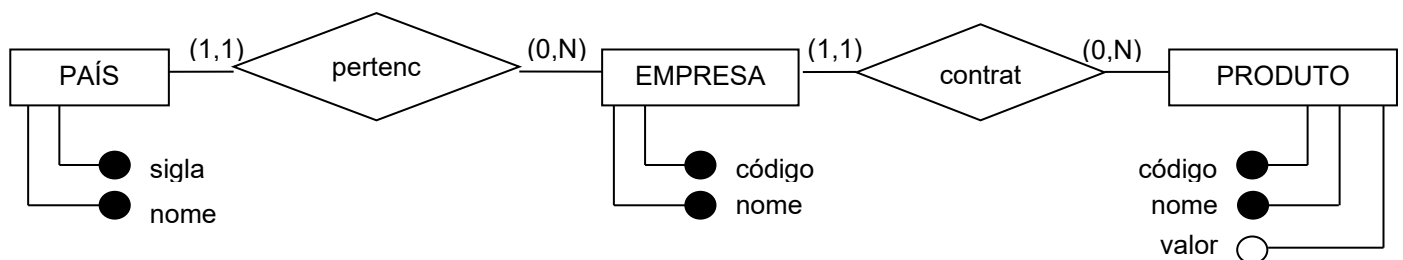 (1,1) (0,N) (1,1) (0,N)
PAÍS pertenc EMPRESA contrat PRODUTO
sigla código código
nome nome nome
valor